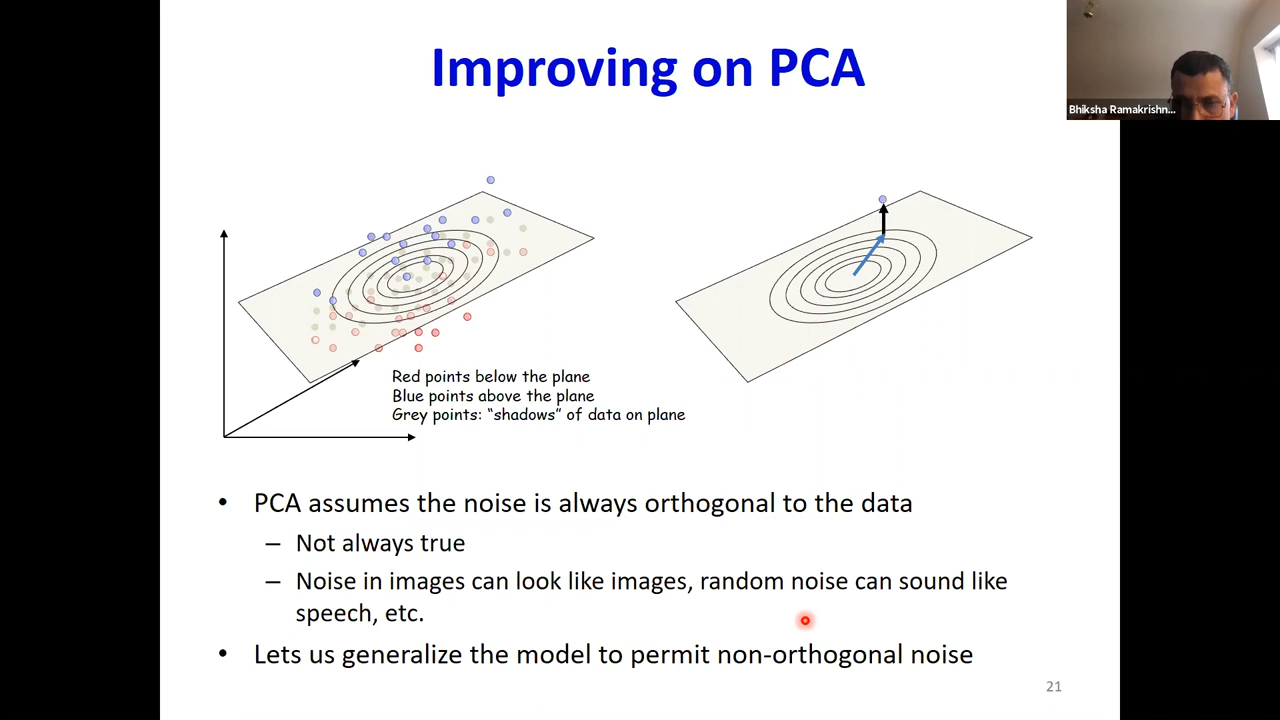 Improving on PCA
Bhiksha Ramakrishn...
Red points below the plane
Blue points above the plane
Grey points: “shadows” of data on plane
• PCA assumes the noise is always orthogonal to the data
– Not always true
– Noise in images can look like images, random noise can sound like
speech, etc.
• Lets us generalize the model to permit non-orthogonal noise
21